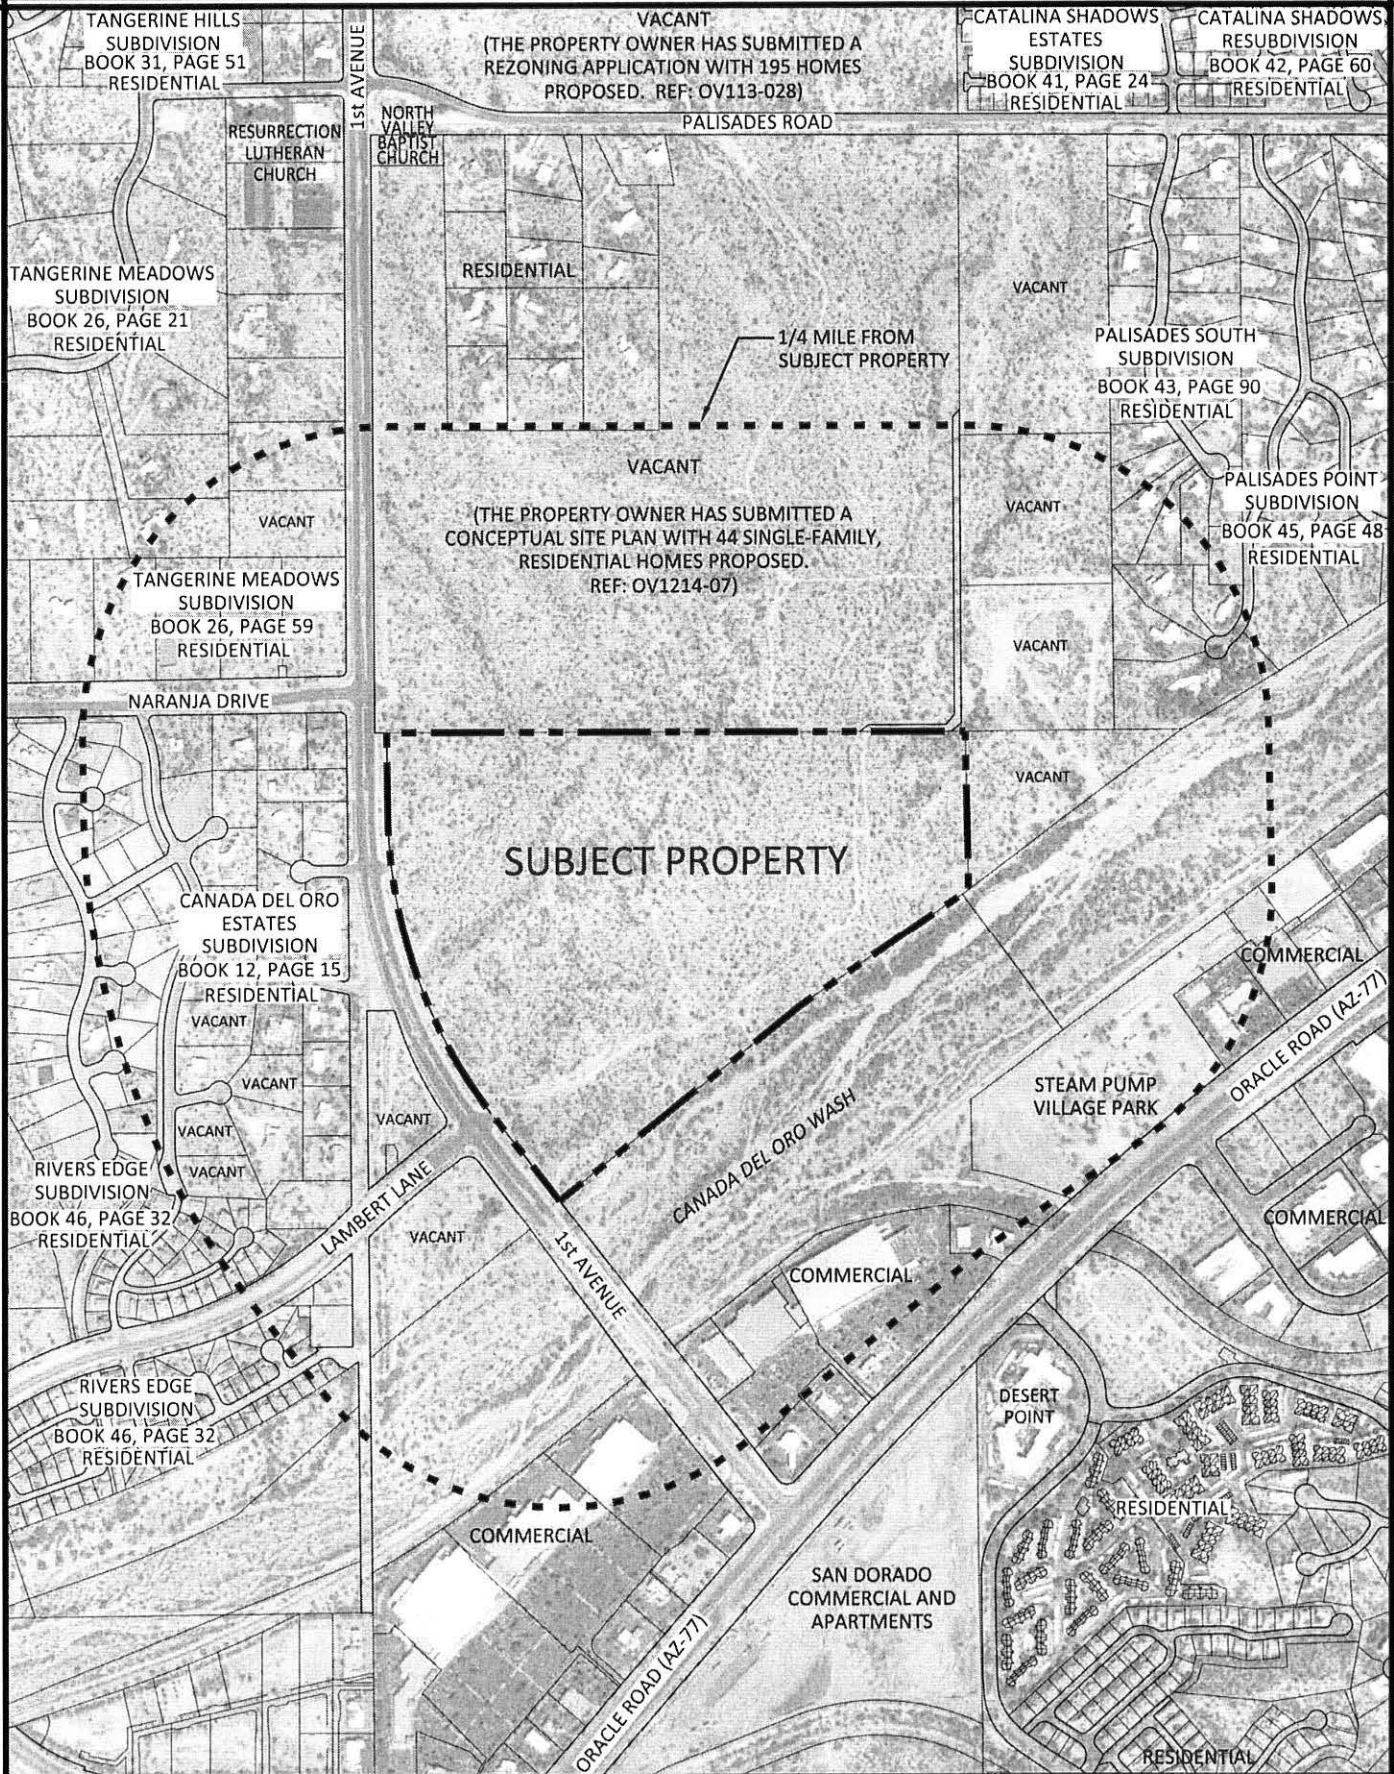 TANGERINE HILLS
SUBDIVISION
BOOK 31, PAGE 51
RESIDENTIAL
1st AVENUE
VACANT
(THE PROPERTY OWNER HAS SUBMITTED A
REZONING APPLICATION WITH 195 HOMES
PROPOSED. REF: OV113-028)
CATALINA SHADOWS
ESTATES
SUBDIVISION
BOOK 41, PAGE 24
RESIDENTIAL
CATALINA SHADOWS
RESUBDIVISION
BOOK 42, PAGE 60
RESIDENTIAL
NORTH
VALLEY
BAPTIST
CHURCH
PALISADES ROAD
RESURRECTION
LUTHERAN
CHURCH
TANGERINE MEADOWS
SUBDIVISION
BOOK 26, PAGE 21
RESIDENTIAL
RESIDENTIAL
VACANT
1/4 MILE FROM
SUBJECT PROPERTY
PALISADES SOUTH
SUBDIVISION
BOOK 43, PAGE 90
RESIDENTIAL
VACANT
(THE PROPERTY OWNER HAS SUBMITTED A
CONCEPTUAL SITE PLAN WITH 44 SINGLE-FAMILY,
RESIDENTIAL HOMES PROPOSED.
REF: OV1214-07)
VACANT
VACANT
PALISADES POINT
SUBDIVISION
BOOK 45, PAGE 48
RESIDENTIAL
TANGERINE MEADOWS
SUBDIVISION
BOOK 26, PAGE 59
RESIDENTIAL
VACANT
NARANJA DRIVE
VACANT
SUBJECT PROPERTY
CANADA DEL ORO
ESTATES
SUBDIVISION
BOOK 12, PAGE 15
RESIDENTIAL
VACANT
VACANT
VACANT
VACANT
VACANT
COMMERCIAL
ORACLE ROAD (AZ-77)
STEAM PUMP
VILLAGE PARK
CANADA DEL ORO WASH
RIVERS EDGE
SUBDIVISION
BOOK 46, PAGE 32
RESIDENTIAL
LAMBERT LANE
VACANT
1st AVENUE
COMMERCIAL
COMMERCIAL
RIVERS EDGE
SUBDIVISION
BOOK 46, PAGE 32
RESIDENTIAL
DESERT
POINT
RESIDENTIAL
COMMERCIAL
SAN DORADO
COMMERCIAL AND
APARTMENTS
ORACLE ROAD (AZ-77)
RESIDENTIAL